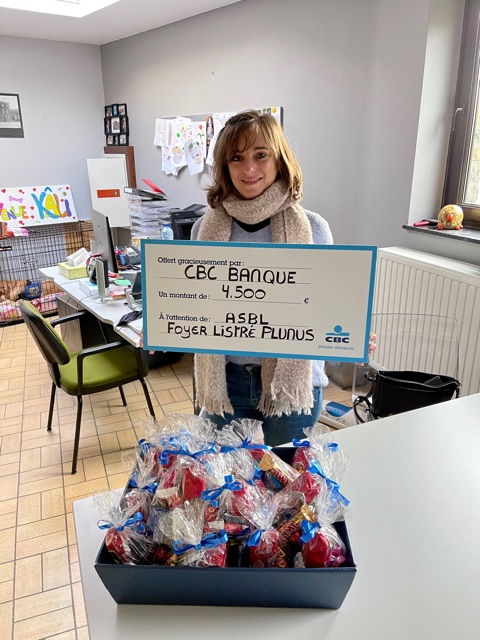 Offert gracieusement par:
CBC BANQUE
Un montant de: 4.500 €
À l'attention de: ASBL
FOYER LISTRÉ PLUNUS
CBC